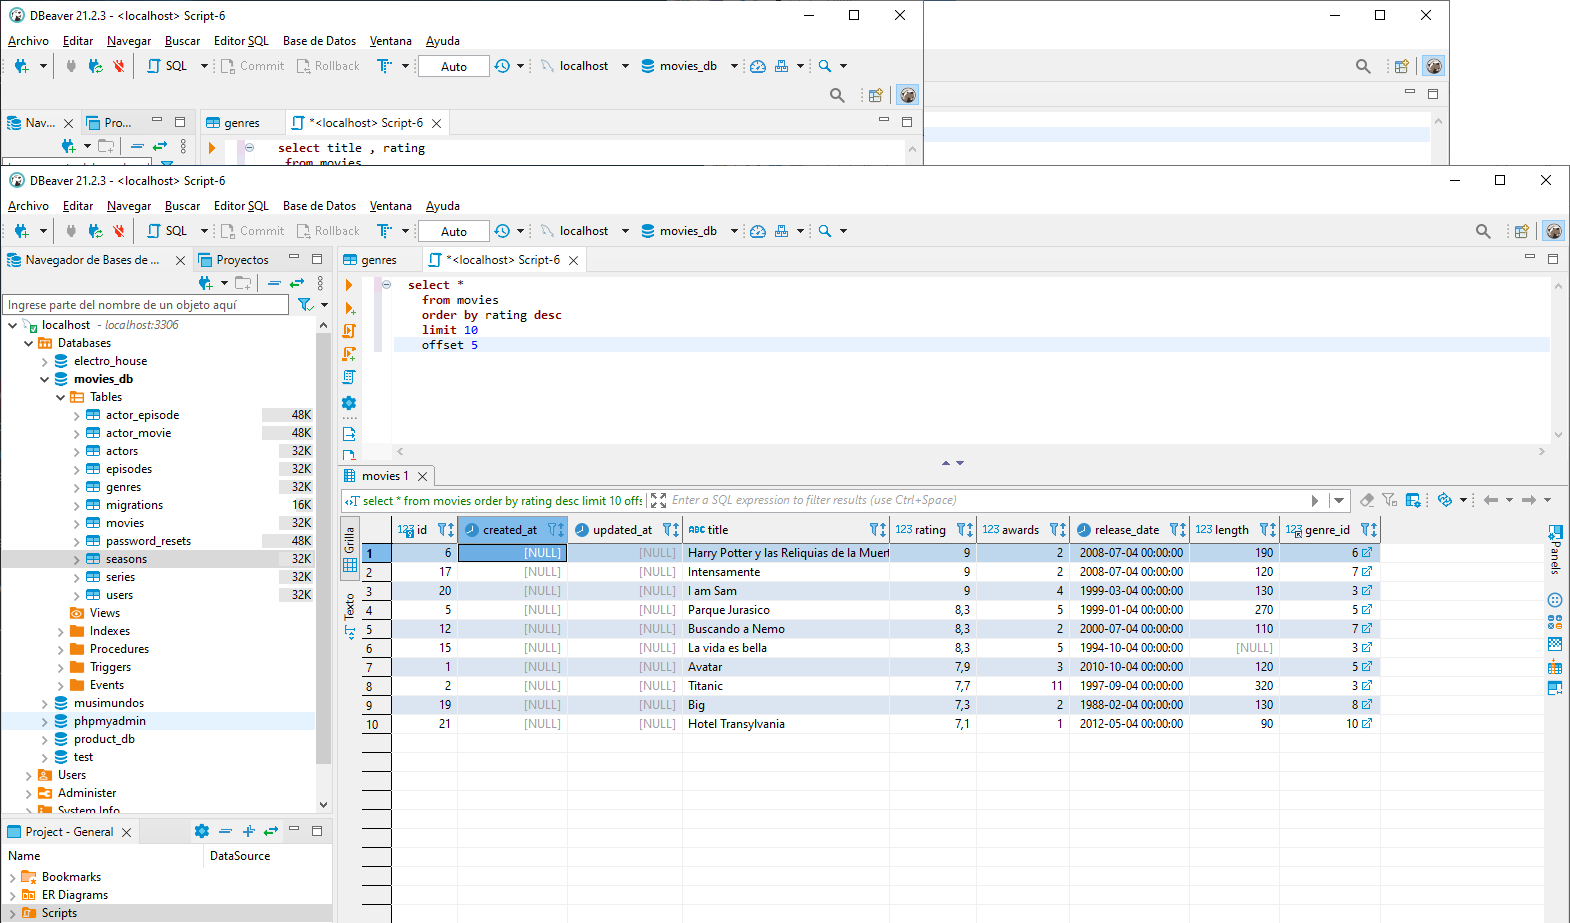 DBeaver 21.2.3 - <localhost> Script-6
Archivo Editar Navegar Buscar Editor SQL Base de Datos Ventana Ayuda
SQL Commit Rollback Auto localhost movies_db
Nav... Pro... genres *<localhost> Script-6
select title , rating
from movies
DBeaver 21.2.3 - <localhost> Script-6
Archivo Editar Navegar Buscar Editor SQL Base de Datos Ventana Ayuda
SQL Commit Rollback Auto localhost movies_db
Navegador de Bases de ... Proyectos genres *<localhost> Script-6
Ingrese parte del nombre de un objeto aquí
select *
from movies
order by rating desc
limit 10
offset 5
localhost - localhost:3306
Databases
electro_house
movies_db
Tables
actor_episode 48K
actor_movie 48K
actors 32K
episodes 32K
genres 32K
migrations 16K
movies 32K
password_resets 48K
seasons 32K
series 32K
users 32K
Views
Indexes
Procedures
Triggers
Events
musimundos
phpmyadmin
product_db
test
Users
Administer
System Info
Project - General
Name DataSource
Bookmarks
ER Diagrams
Scripts
movies 1
select * from movies order by rating desc limit 10 offs Enter a SQL expression to filter results (use Ctrl+Space)
Grilla
Texto
Panels
123 id created_at updated_at ABC title 123 rating 123 awards release_date 123 length 123 genre_id
1 6 [NULL] [NULL] Harry Potter y las Reliquias de la Muert 9 2 2008-07-04 00:00:00 190 6
2 17 [NULL] [NULL] Intensamente 9 2 2008-07-04 00:00:00 120 7
3 20 [NULL] [NULL] I am Sam 9 4 1999-03-04 00:00:00 130 3
4 5 [NULL] [NULL] Parque Jurasico 8,3 5 1999-01-04 00:00:00 270 5
5 12 [NULL] [NULL] Buscando a Nemo 8,3 2 2000-07-04 00:00:00 110 7
6 15 [NULL] [NULL] La vida es bella 8,3 5 1994-10-04 00:00:00 [NULL] 3
7 1 [NULL] [NULL] Avatar 7,9 3 2010-10-04 00:00:00 120 5
8 2 [NULL] [NULL] Titanic 7,7 11 1997-09-04 00:00:00 320 3
9 19 [NULL] [NULL] Big 7,3 2 1988-02-04 00:00:00 130 8
10 21 [NULL] [NULL] Hotel Transylvania 7,1 1 2012-05-04 00:00:00 90 10